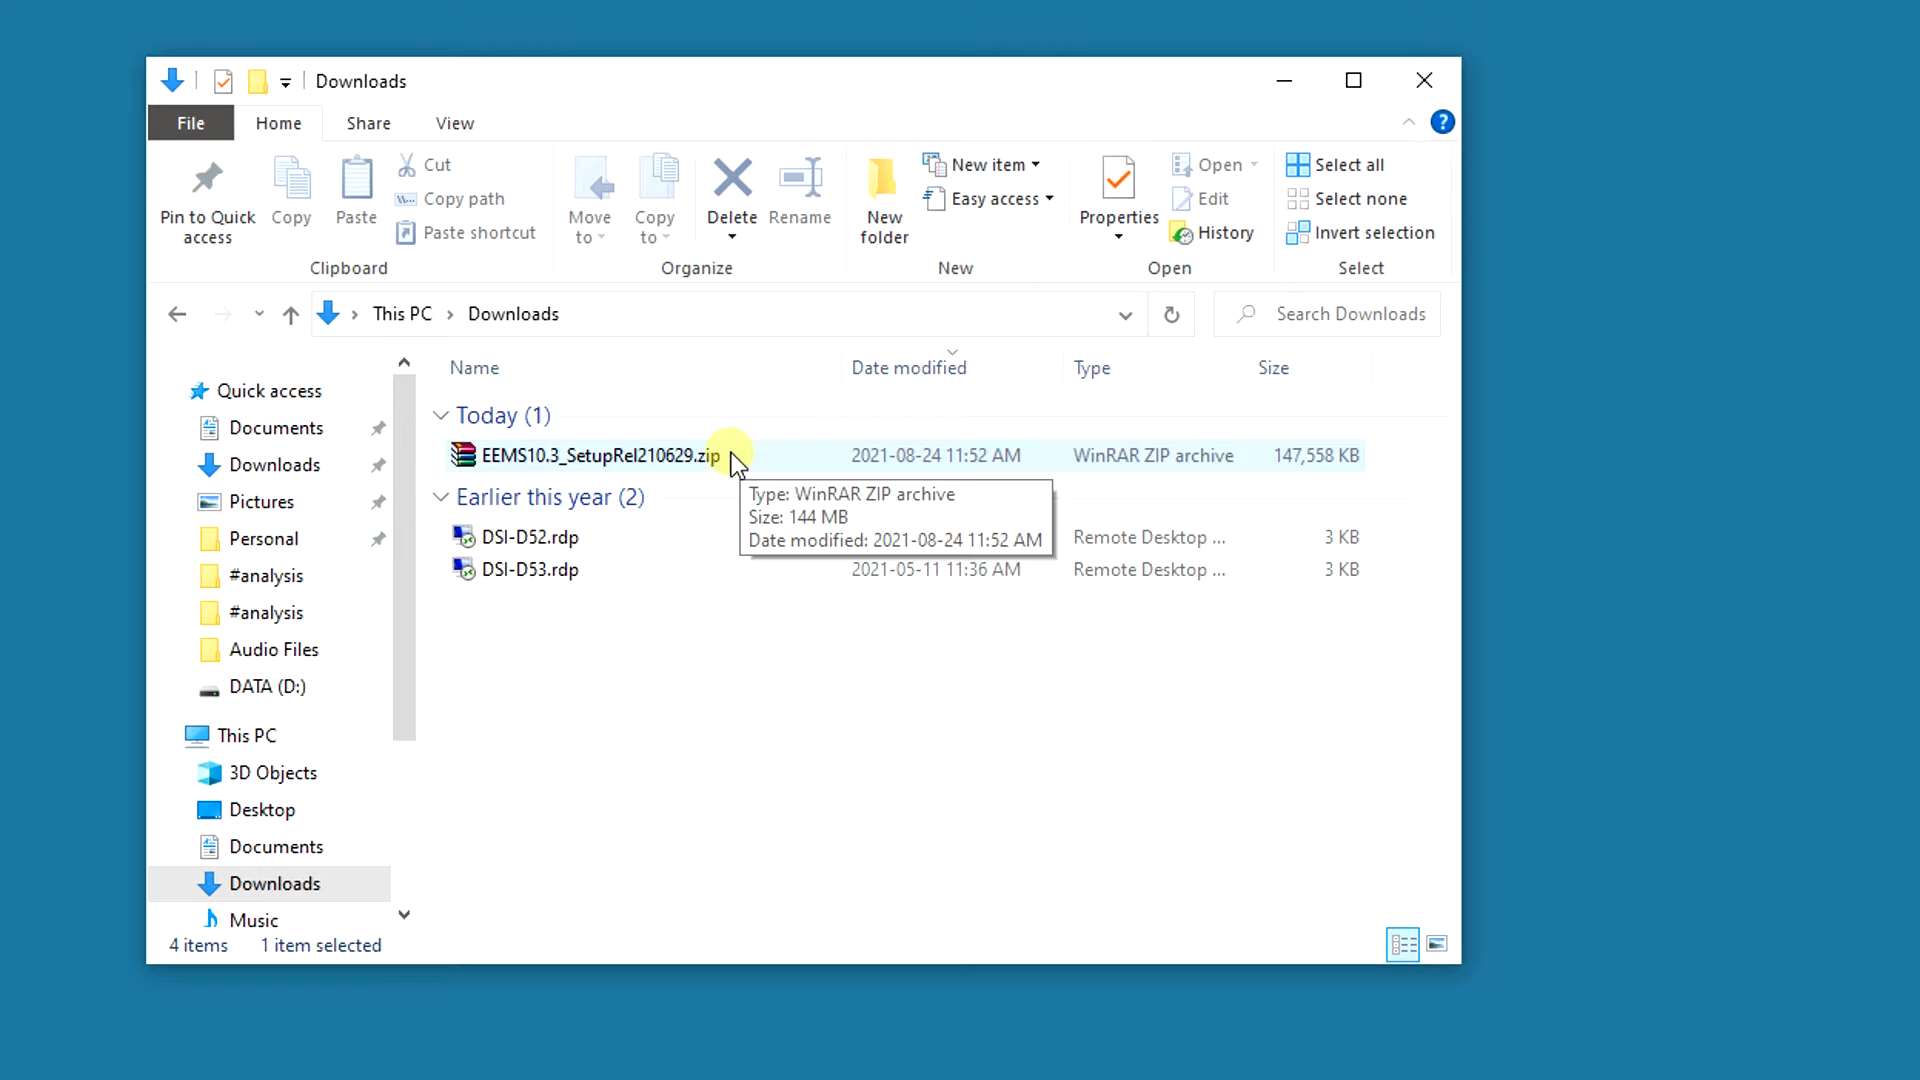 Downloads
File Home Share View
?
Pin to Quick access
Copy
Paste
Cut
Copy path
Paste shortcut
Clipboard
Move to
Copy to
Delete
Rename
Organize
New folder
New item
Easy access
New
Properties
Open
Edit
History
Open
Select all
Select none
Invert selection
Select
This PC Downloads
Search Downloads
Quick access
Documents
Downloads
Pictures
Personal
#analysis
#analysis
Audio Files
DATA (D:)
This PC
3D Objects
Desktop
Documents
Downloads
Music
Name Date modified Type Size
Today (1)
EEMS10.3_SetupRel210629.zip 2021-08-24 11:52 AM WinRAR ZIP archive 147,558 KB
Type: WinRAR ZIP archive
Size: 144 MB
Date modified: 2021-08-24 11:52 AM
Earlier this year (2)
DSI-D52.rdp Remote Desktop ... 3 KB
DSI-D53.rdp 2021-05-11 11:36 AM Remote Desktop ... 3 KB
4 items 1 item selected